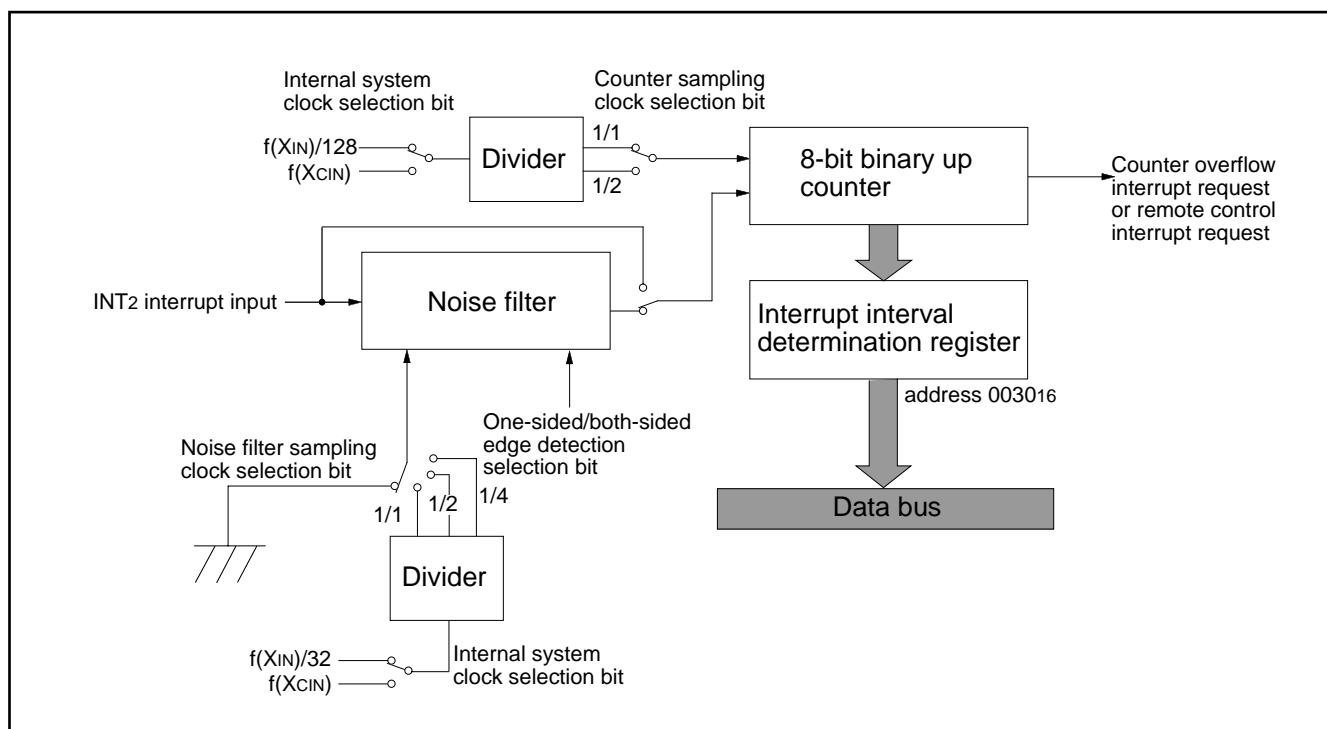 Internal system
clock selection bit
Counter sampling
clock selection bit
f(XIN)/128
f(XCIN)
Divider
1/1
1/2
8-bit binary up
counter
Counter overflow
interrupt request
or remote control
interrupt request
INT2 interrupt input
Noise filter
Interrupt interval
determination register
address 003016
One-sided/both-sided
edge detection
selection bit
Noise filter sampling
clock selection bit
1/1
1/2
1/4
Data bus
Divider
f(XIN)/32
f(XCIN)
Internal system
clock selection bit